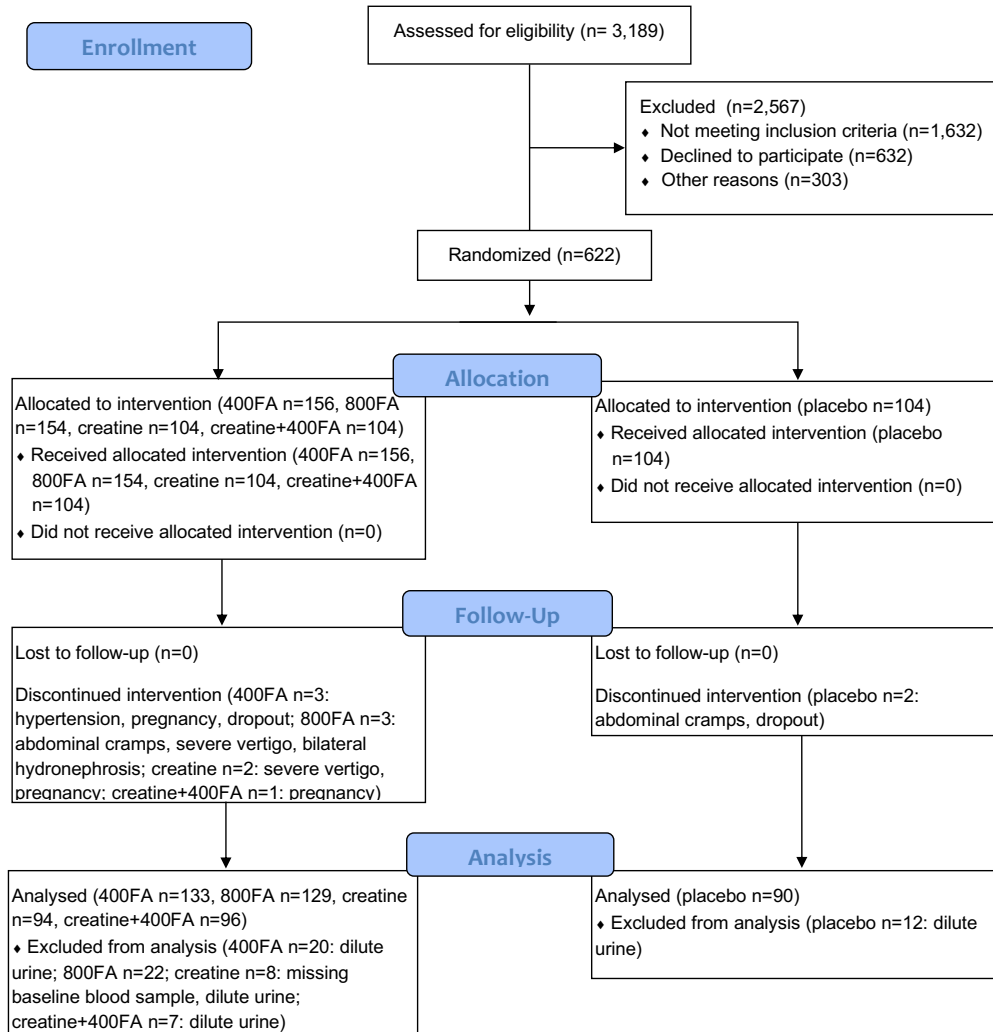 Enrollment
Assessed for eligibility (n= 3,189)
Excluded (n=2,567)
♦ Not meeting inclusion criteria (n=1,632)
♦ Declined to participate (n=632)
♦ Other reasons (n=303)
Randomized (n=622)
Allocation
Allocated to intervention (400FA n=156, 800FA
n=154, creatine n=104, creatine+400FA n=104)
♦ Received allocated intervention (400FA n=156,
800FA n=154, creatine n=104, creatine+400FA
n=104)
♦ Did not receive allocated intervention (n=0)
Allocated to intervention (placebo n=104)
♦ Received allocated intervention (placebo
n=104)
♦ Did not receive allocated intervention (n=0)
Follow-Up
Lost to follow-up (n=0)
Discontinued intervention (400FA n=3:
hypertension, pregnancy, dropout; 800FA n=3:
abdominal cramps, severe vertigo, bilateral
hydronephrosis; creatine n=2: severe vertigo,
pregnancy; creatine+400FA n=1: pregnancy)
Lost to follow-up (n=0)
Discontinued intervention (placebo n=2:
abdominal cramps, dropout)
Analysis
Analysed (400FA n=133, 800FA n=129, creatine
n=94, creatine+400FA n=96)
♦ Excluded from analysis (400FA n=20: dilute
urine; 800FA n=22; creatine n=8: missing
baseline blood sample, dilute urine;
creatine+400FA n=7: dilute urine)
Analysed (placebo n=90)
♦ Excluded from analysis (placebo n=12: dilute
urine)